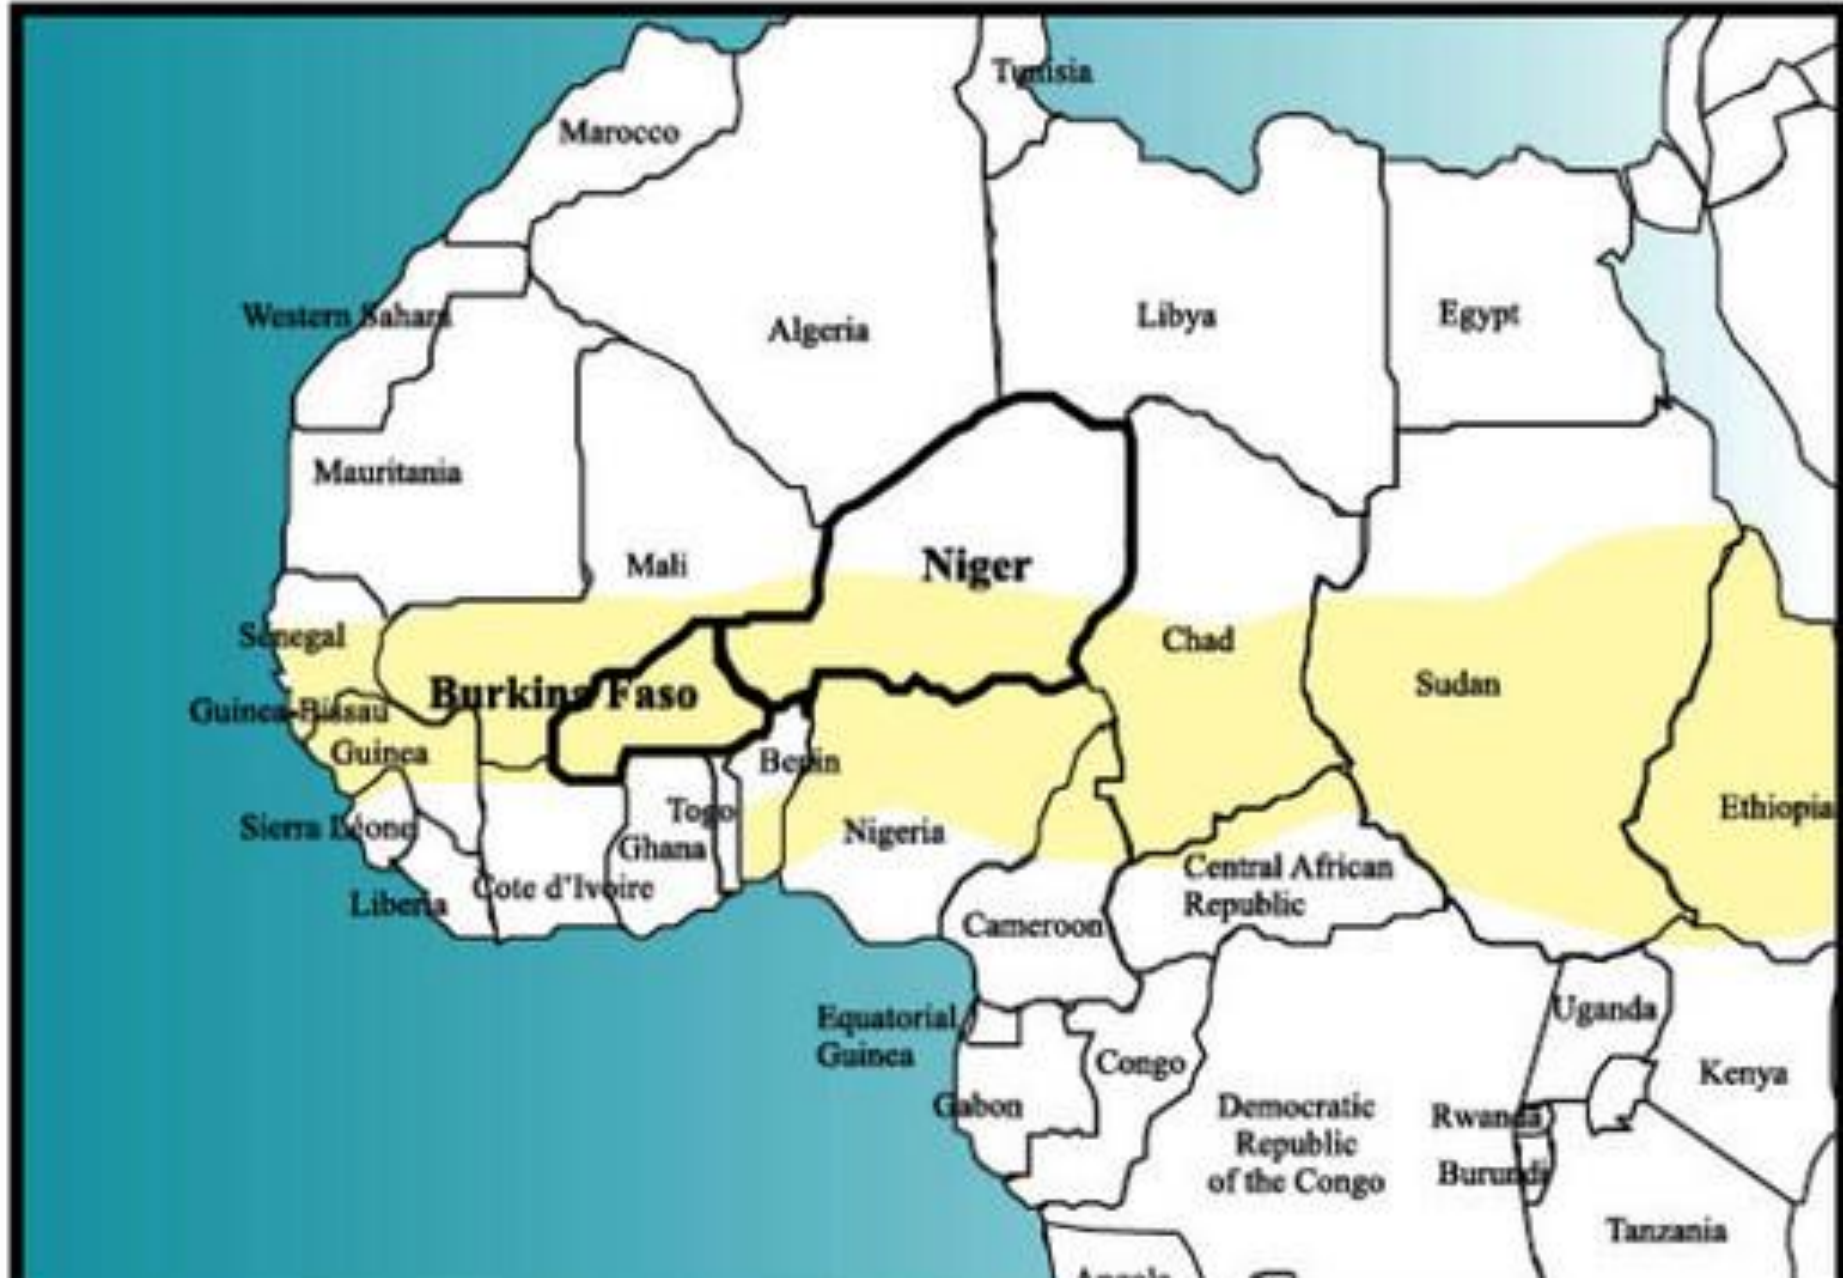 Tunisia
Marocco
Western Sahara
Algeria
Libya
Egypt
Mauritania
Mali
Niger
Senegal
Chad
Sudan
Burkina Faso
Guinea-Bissau
Guinea
Benin
Togo
Ghana
Nigeria
Ethiopia
Sierra Leone
Liberia
Cote d'Ivoire
Central African
Republic
Cameroon
Equatorial
Guinea
Uganda
Congo
Kenya
Gabon
Democratic
Republic
of the Congo
Rwanda
Burundi
Tanzania
Angola